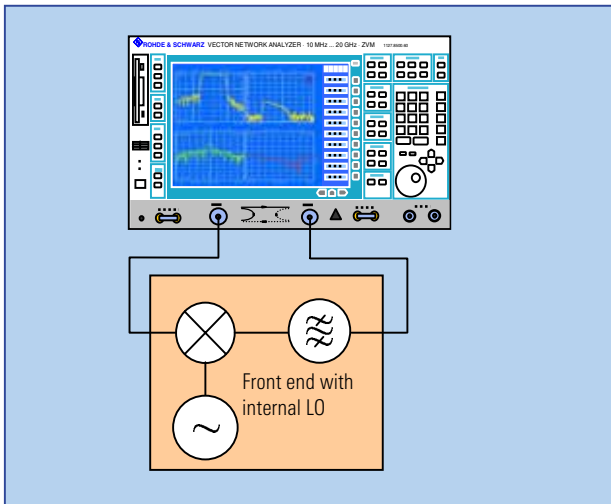 ROHDE & SCHWARZ VECTOR NETWORK ANALYZER · 10 MHz ... 20 GHz · ZVM
Front end with
internal LO